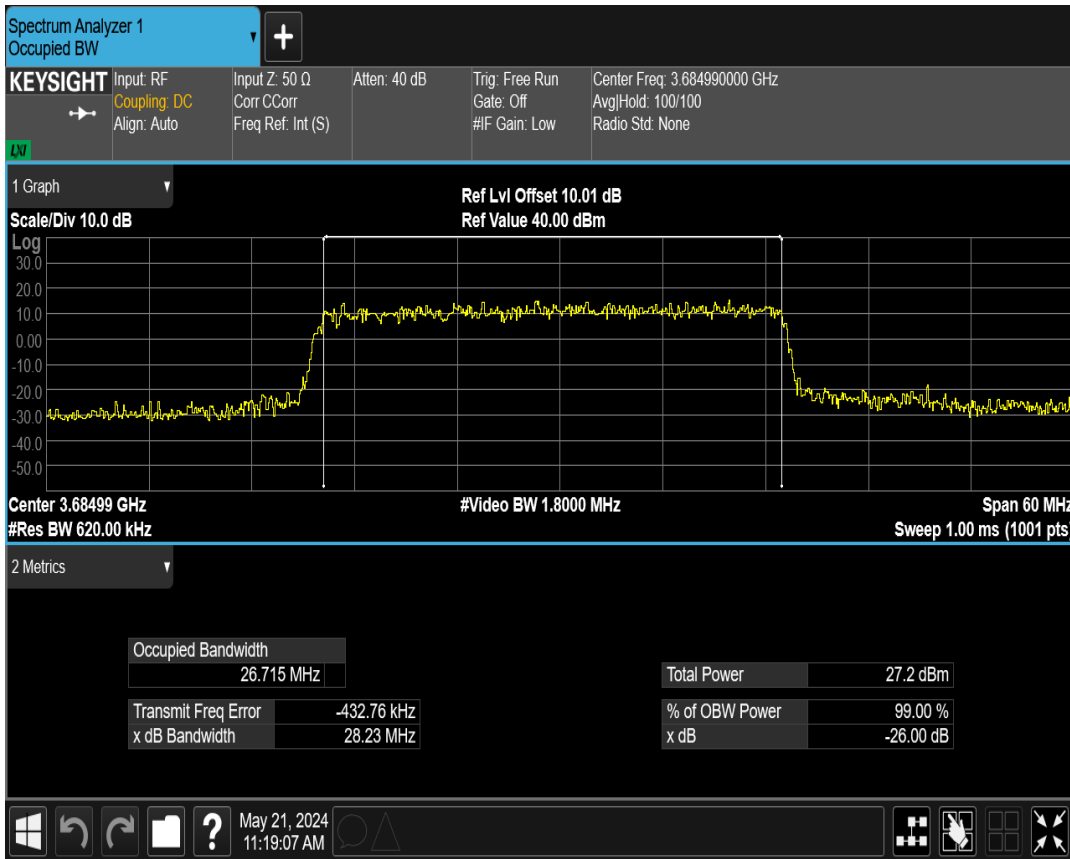 Spectrum Analyzer 1
Occupied BW
+
KEYSIGHT
LXI
Input: RF
Coupling: DC
Align: Auto
Input Z: 50 Ω
Corr CCorr
Freq Ref: Int (S)
Atten: 40 dB
Trig: Free Run
Gate: Off
#IF Gain: Low
Center Freq: 3.684990000 GHz
Avg|Hold: 100/100
Radio Std: None
1 Graph
Scale/Div 10.0 dB
Ref Lvl Offset 10.01 dB
Ref Value 40.00 dBm
Log
30.0
20.0
10.0
0.00
-10.0
-20.0
-30.0
-40.0
-50.0
Center 3.68499 GHz
#Video BW 1.8000 MHz
Span 60 MHz
#Res BW 620.00 kHz
Sweep 1.00 ms (1001 pts)
2 Metrics
Occupied Bandwidth
26.715 MHz
Total Power 27.2 dBm
Transmit Freq Error -432.76 kHz
% of OBW Power 99.00 %
x dB Bandwidth 28.23 MHz
x dB -26.00 dB
?
May 21, 2024
11:19:07 AM